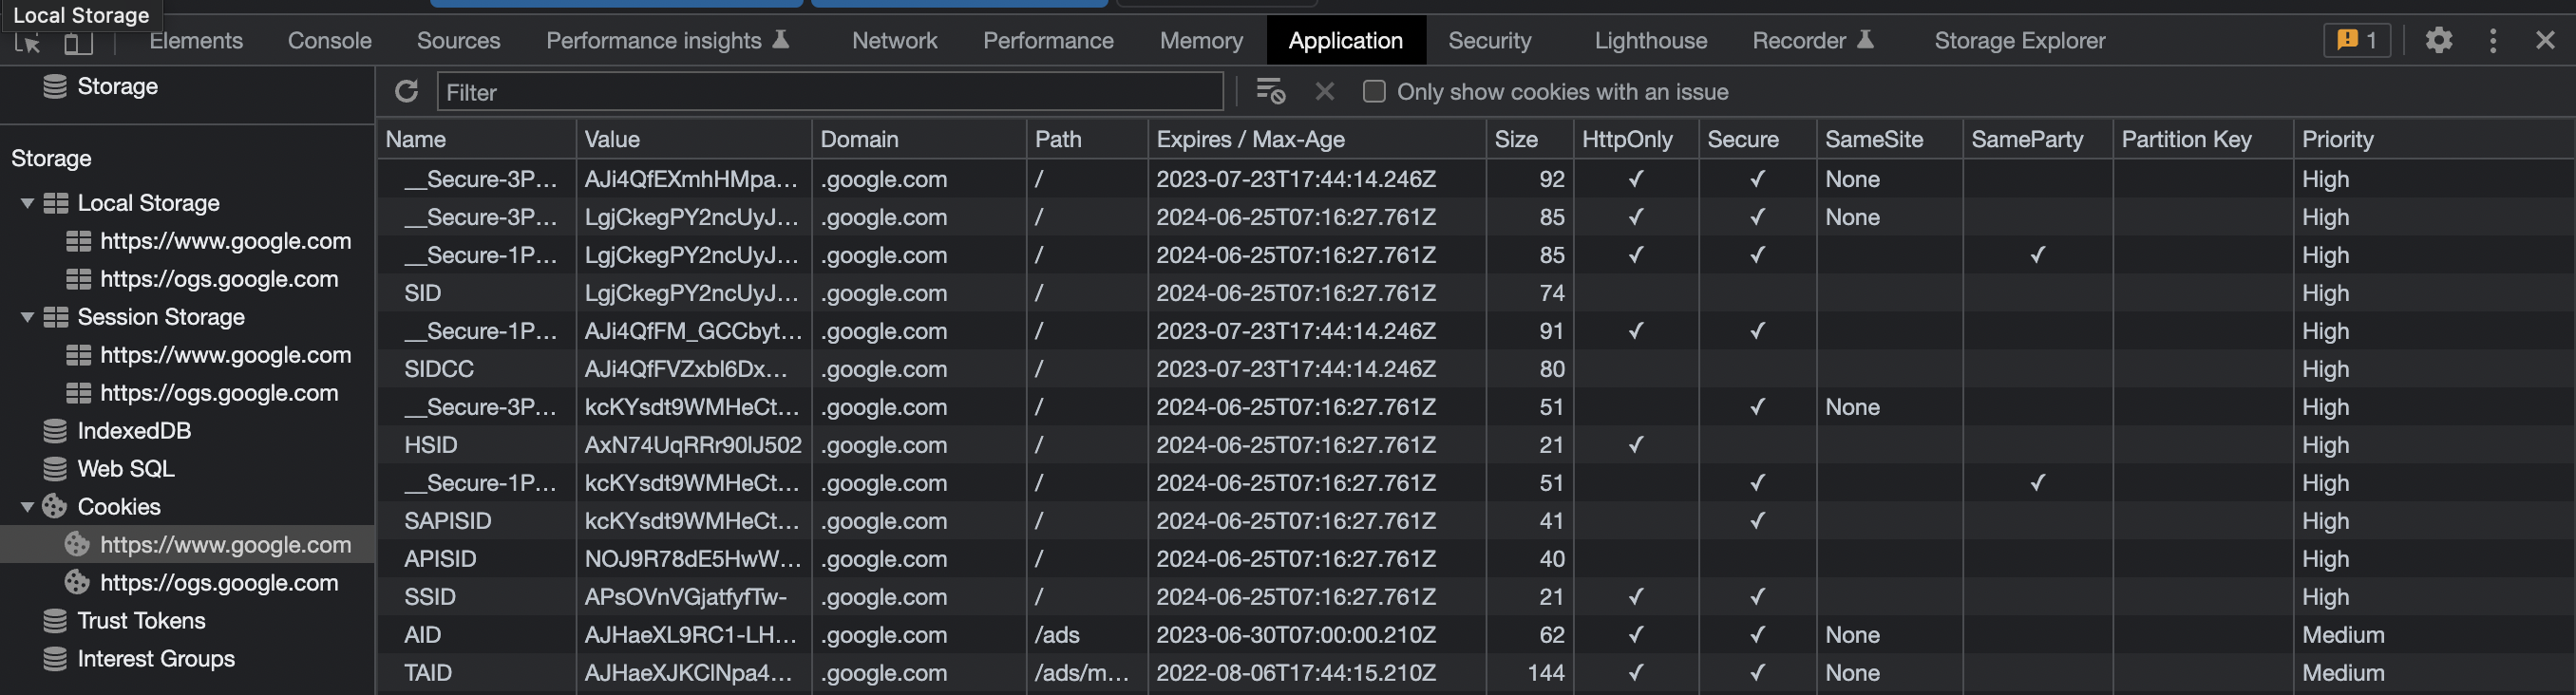 Local Storage
Elements Console Sources Performance insights Network Performance Memory Application Security Lighthouse Recorder Storage Explorer 1
Storage
Filter Only show cookies with an issue
Storage
Local Storage
https://www.google.com
https://ogs.google.com
Session Storage
https://www.google.com
https://ogs.google.com
IndexedDB
Web SQL
Cookies
https://www.google.com
https://ogs.google.com
Trust Tokens
Interest Groups
Name Value Domain Path Expires / Max-Age Size HttpOnly Secure SameSite SameParty Partition Key Priority
__Secure-3P… AJi4QfEXmhHMpa… .google.com / 2023-07-23T17:44:14.246Z 92 ✓ ✓ None High
__Secure-3P… LgjCkegPY2ncUyJ… .google.com / 2024-06-25T07:16:27.761Z 85 ✓ ✓ None High
__Secure-1P… LgjCkegPY2ncUyJ… .google.com / 2024-06-25T07:16:27.761Z 85 ✓ ✓ ✓ High
SID LgjCkegPY2ncUyJ… .google.com / 2024-06-25T07:16:27.761Z 74 High
__Secure-1P… AJi4QfFM_GCCbyt… .google.com / 2023-07-23T17:44:14.246Z 91 ✓ ✓ High
SIDCC AJi4QfFVZxbl6Dx… .google.com / 2023-07-23T17:44:14.246Z 80 High
__Secure-3P… kcKYsdt9WMHeCt… .google.com / 2024-06-25T07:16:27.761Z 51 ✓ None High
HSID AxN74UqRRr90lJ502 .google.com / 2024-06-25T07:16:27.761Z 21 ✓ High
__Secure-1P… kcKYsdt9WMHeCt… .google.com / 2024-06-25T07:16:27.761Z 51 ✓ ✓ High
SAPISID kcKYsdt9WMHeCt… .google.com / 2024-06-25T07:16:27.761Z 41 ✓ High
APISID NOJ9R78dE5HwW… .google.com / 2024-06-25T07:16:27.761Z 40 High
SSID APsOVnVGjatfyfTw- .google.com / 2024-06-25T07:16:27.761Z 21 ✓ ✓ High
AID AJHaeXL9RC1-LH… .google.com /ads 2023-06-30T07:00:00.210Z 62 ✓ ✓ None Medium
TAID AJHaeXJKClNpa4… .google.com /ads/m… 2022-08-06T17:44:15.210Z 144 ✓ ✓ None Medium